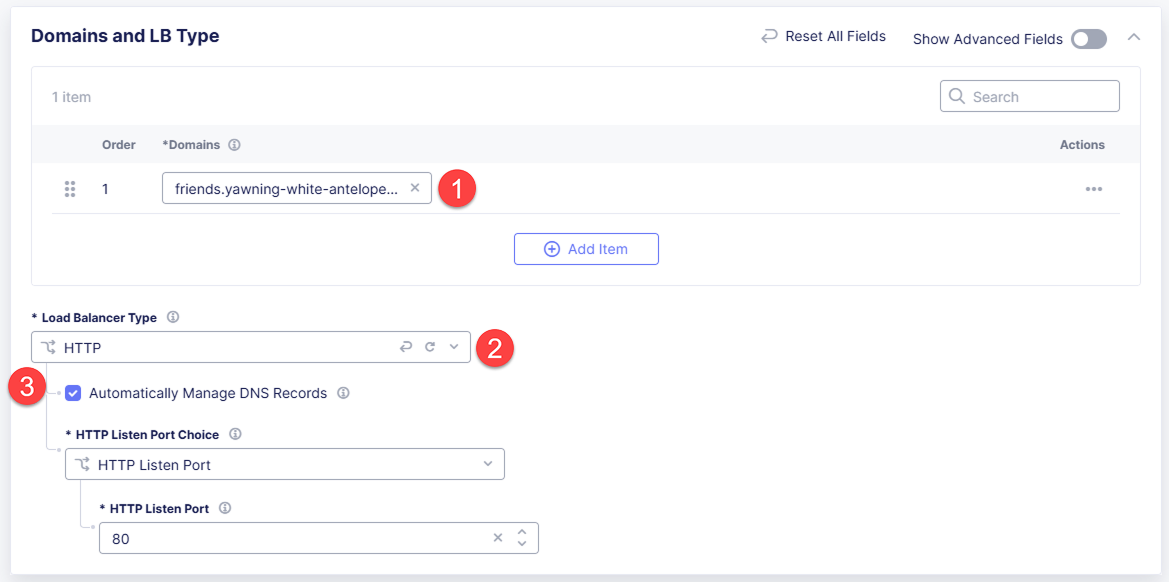 Domains and LB Type
Reset All Fields
Show Advanced Fields
1 item
Search
Order
*Domains
Actions
1
friends.yawning-white-antelope...
1
Add Item
* Load Balancer Type
HTTP
2
3
Automatically Manage DNS Records
* HTTP Listen Port Choice
HTTP Listen Port
* HTTP Listen Port
80